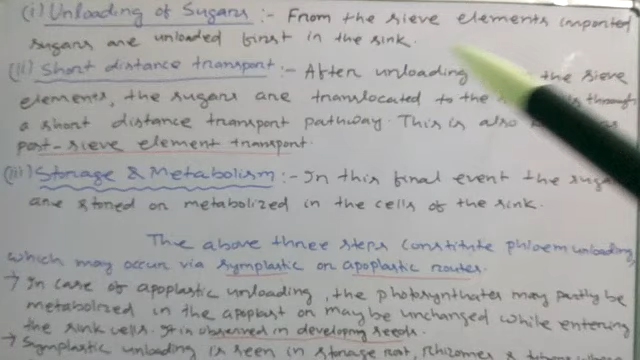 (i) Unloading of Sugars :- From the sieve elements imported
sugars are unloaded first in the sink.
(ii) Short distance transport :- After unloading the sieve
elements, the sugars are translocated to the through
a short distance transport pathway. This is also
post-sieve element transport.
(iii) Storage & Metabolism :- In this final event the
are stored or metabolized in the cells of the sink.
The above three steps constitute phloem unloading,
which may occur via symplastic or apoplastic routes.
→ In case of apoplastic unloading, the photosynthates may partly be
metabolized in the apoplast or may be unchanged while entering
the sink cells. It is observed in developing seeds.
→ Symplastic unloading is seen in storage root, rhizomes &